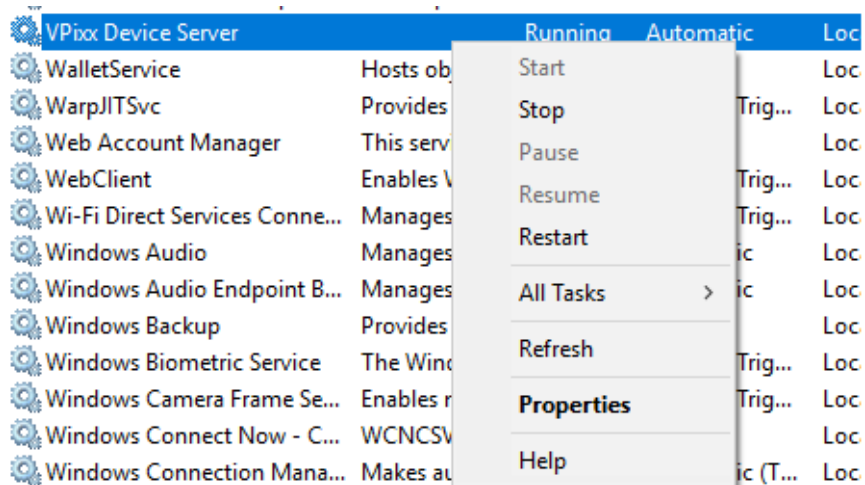 VPixx Device Server Running Automatic Loc
WalletService Hosts obj Start Loc
WarpJITSvc Provides Stop Trig... Loc
Web Account Manager This serv Pause Loc
WebClient Enables Resume Trig... Loc
Wi-Fi Direct Services Conne... Manages Restart Trig... Loc
Windows Audio Manages ic Loc
Windows Audio Endpoint B... Manages All Tasks > ic Loc
Windows Backup Provides Refresh Loc
Windows Biometric Service The Wind Trig... Loc
Windows Camera Frame Se... Enables Properties Trig... Loc
Windows Connect Now - C... WCNCSV Loc
Windows Connection Mana... Makes au Help ic (T... Loc